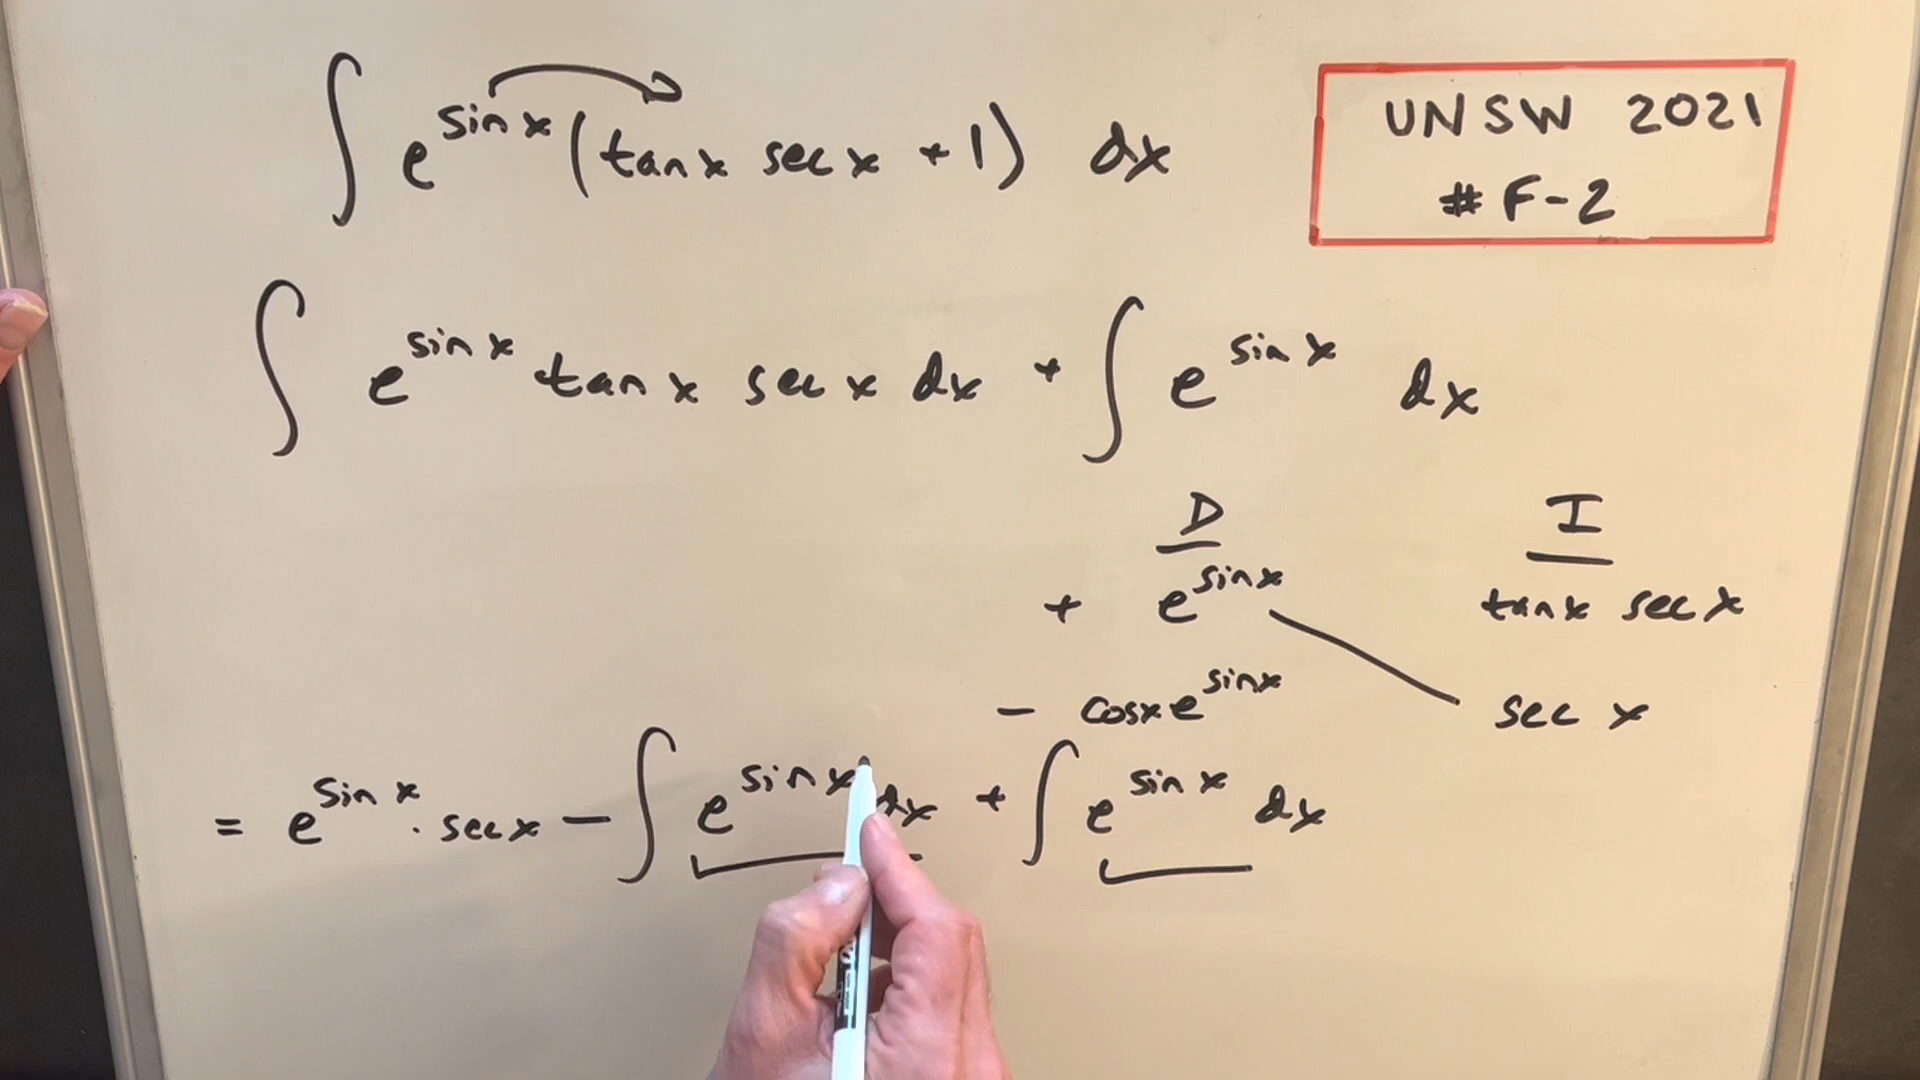 ∫ e^sin x (tan x sec x + 1) dx
UNSW 2021
# F-2
∫ e^sin x tan x sec x dx + ∫ e^sin x dx
D I
+ e^sin x tan x sec x
- cos x e^sin x sec x
= e^sin x · sec x - ∫ e^sin x dx + ∫ e^sin x dx